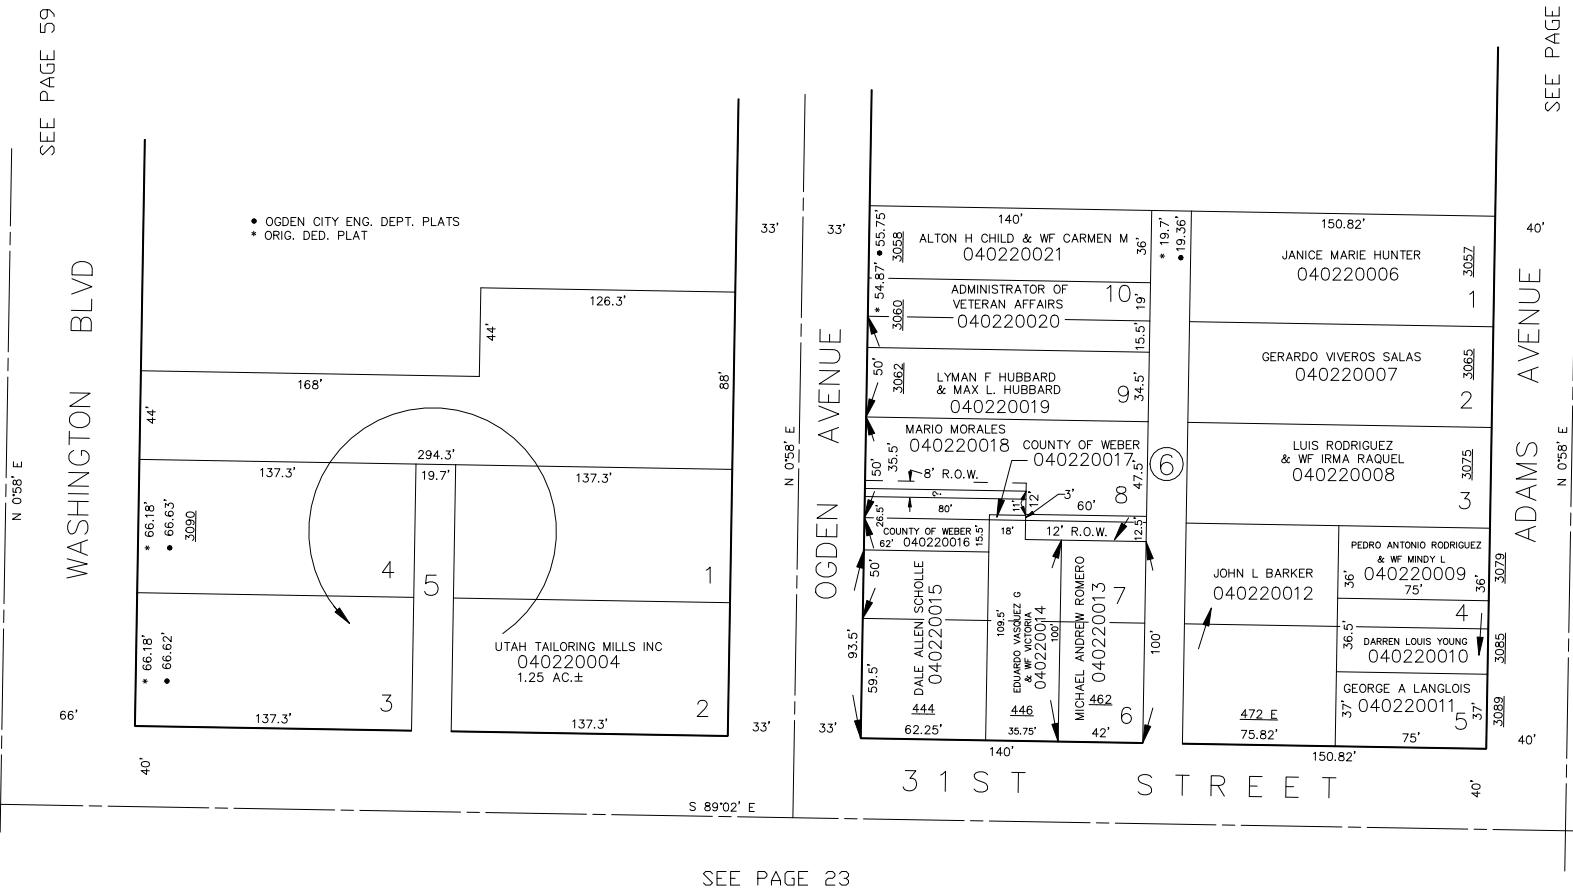 SEE PAGE 59
SEE PAGE
WASHINGTON BLVD
N 0°58' E
• OGDEN CITY ENG. DEPT. PLATS
* ORIG. DED. PLAT
126.3'
44'
168'
88'
44'
294.3'
137.3'
19.7'
137.3'
* 66.18'
• 66.63'
3090
4
5
1
* 66.18'
• 66.62'
UTAH TAILORING MILLS INC
040220004
1.25 AC.±
3
2
137.3'
137.3'
66'
33'
33'
40'
33'
33'
N 0°58' E
OGDEN AVENUE
140'
• 55.75'
3058
ALTON H CHILD & WF CARMEN M
040220021
36'
* 54.87'
3060
ADMINISTRATOR OF
VETERAN AFFAIRS
040220020
10
19'
15.5'
50'
3062
LYMAN F HUBBARD
& MAX L. HUBBARD
040220019
9
34.5'
MARIO MORALES
040220018
COUNTY OF WEBER
040220017
50'
35.5'
8' R.O.W.
47.5'
8
?
80'
11'
12'
3'
60'
26.5'
COUNTY OF WEBER
040220016
62'
15.5'
18'
12' R.O.W.
12.5'
50'
93.5'
59.5'
DALE ALLEN SCHOLLE
040220015
444
62.25'
109.5'
EDUARDO VASQUEZ G
& WF VICTORIA
040220014
446
35.75'
100'
MICHAEL ANDREW ROMERO
040220013
462
42'
7
6
100'
140'
* 19.7'
• 19.36'
6
150.82'
JANICE MARIE HUNTER
040220006
3057
1
GERARDO VIVEROS SALAS
040220007
3065
2
LUIS RODRIGUEZ
& WF IRMA RAQUEL
040220008
3075
3
JOHN L BARKER
040220012
472 E
75.82'
PEDRO ANTONIO RODRIGUEZ
& WF MINDY L
040220009
36'
75'
36'
3079
4
36.5'
DARREN LOUIS YOUNG
040220010
3085
GEORGE A LANGLOIS
040220011
37'
5
37'
3089
75'
150.82'
40'
ADAMS AVENUE
N 0°58' E
40'
40'
31ST STREET
S 89°02' E
SEE PAGE 23